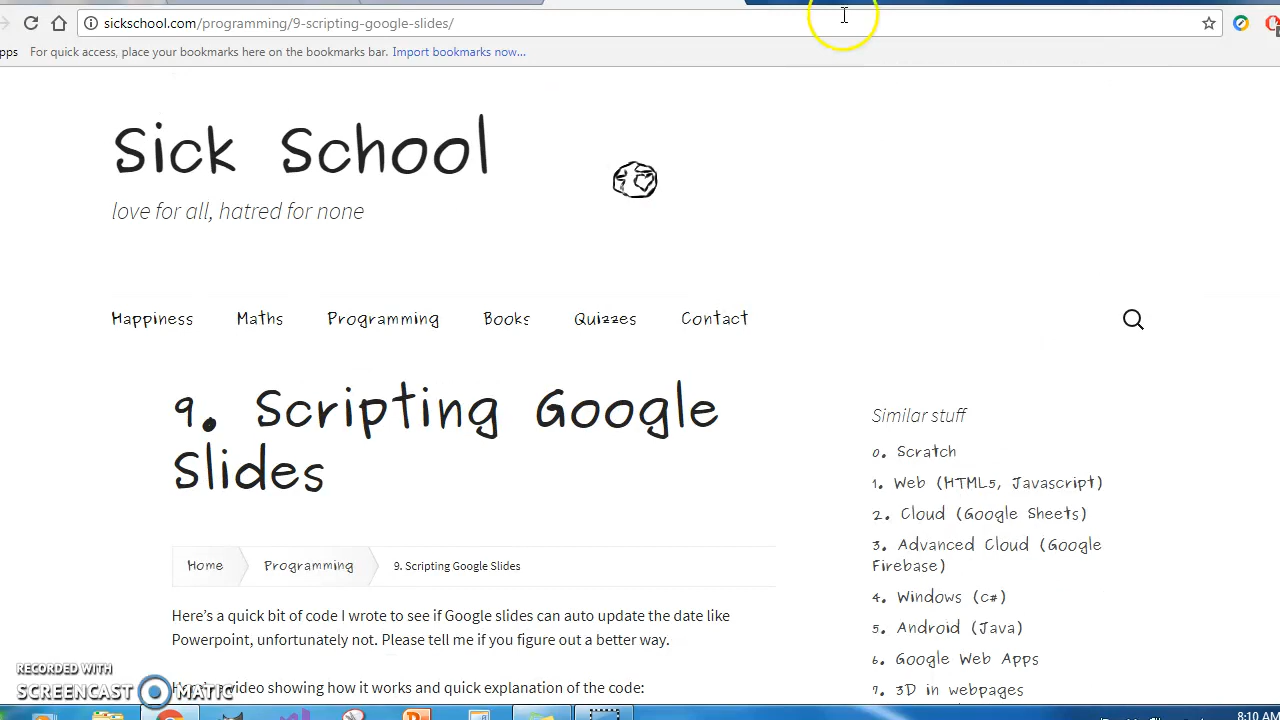 sickschool.com/programming/9-scripting-google-slides/
For quick access, place your bookmarks here on the bookmarks bar. Import bookmarks now...
Sick School
love for all, hatred for none
Happiness Maths Programming Books Quizzes Contact
9. Scripting Google
Slides
Home Programming 9. Scripting Google Slides
Here's a quick bit of code I wrote to see if Google slides can auto update the date like
Powerpoint, unfortunately not. Please tell me if you figure out a better way.
video showing how it works and quick explanation of the code:
Similar stuff
0. Scratch
1. Web (HTML5, Javascript)
2. Cloud (Google Sheets)
3. Advanced Cloud (Google
Firebase)
4. Windows (c#)
5. Android (Java)
6. Google Web Apps
7. 3D in webpages
RECORDED WITH
SCREENCAST MATIC
8:10 AM